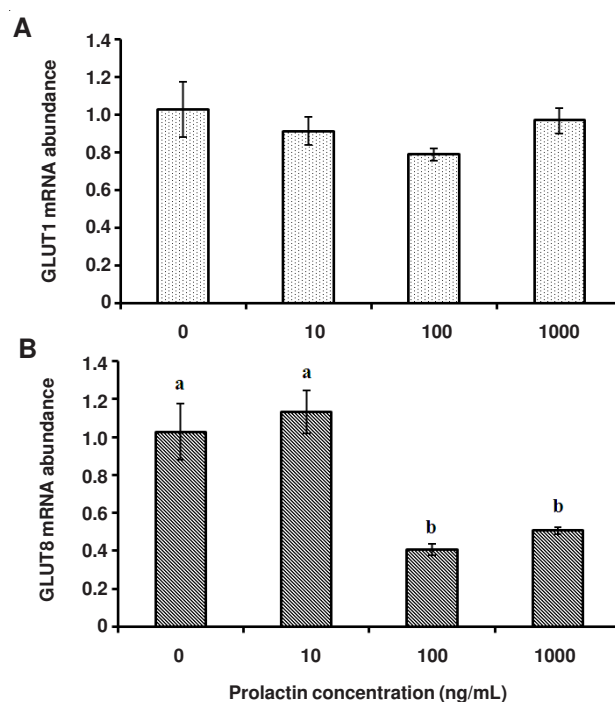 A
GLUT1 mRNA abundance
1.4
1.2
1.0
0.8
0.6
0.4
0.2
0
0 10 100 1000
B
GLUT8 mRNA abundance
1.4
1.2
1.0
0.8
0.6
0.4
0.2
0
a a b b
0 10 100 1000
Prolactin concentration (ng/mL)